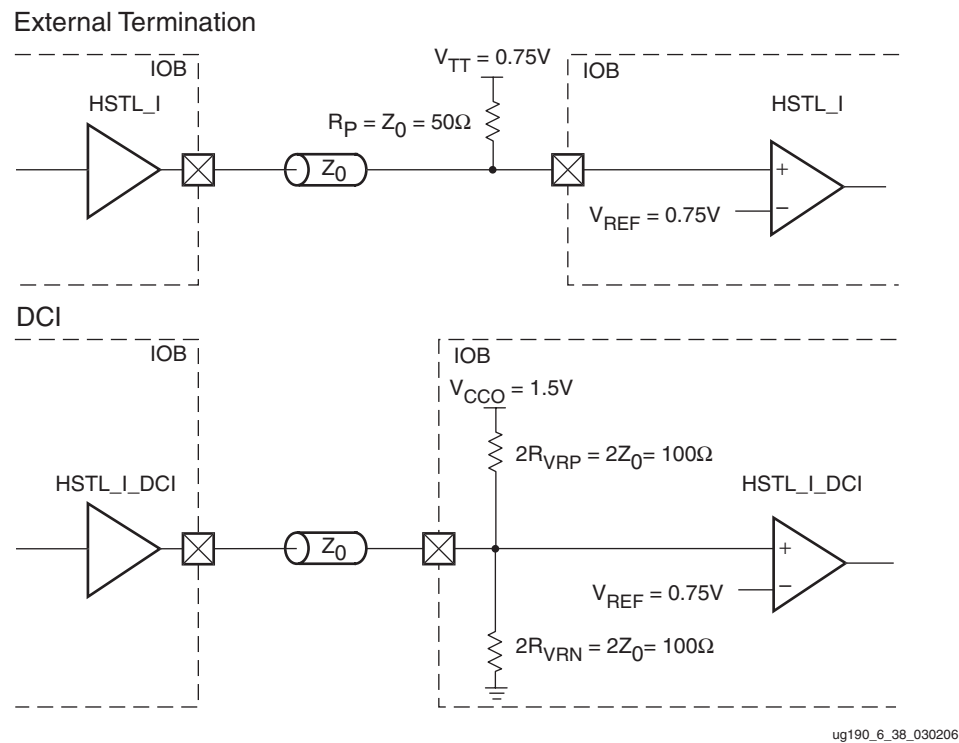 External Termination
IOB
V_TT = 0.75V
IOB
HSTL_I
R_P = Z_0 = 50Ω
HSTL_I
Z_0
+
V_REF = 0.75V
−
DCI
IOB
IOB
V_CCO = 1.5V
2R_VRP = 2Z_0 = 100Ω
HSTL_I_DCI
HSTL_I_DCI
Z_0
+
V_REF = 0.75V
−
2R_VRN = 2Z_0 = 100Ω
ug190_6_38_030206